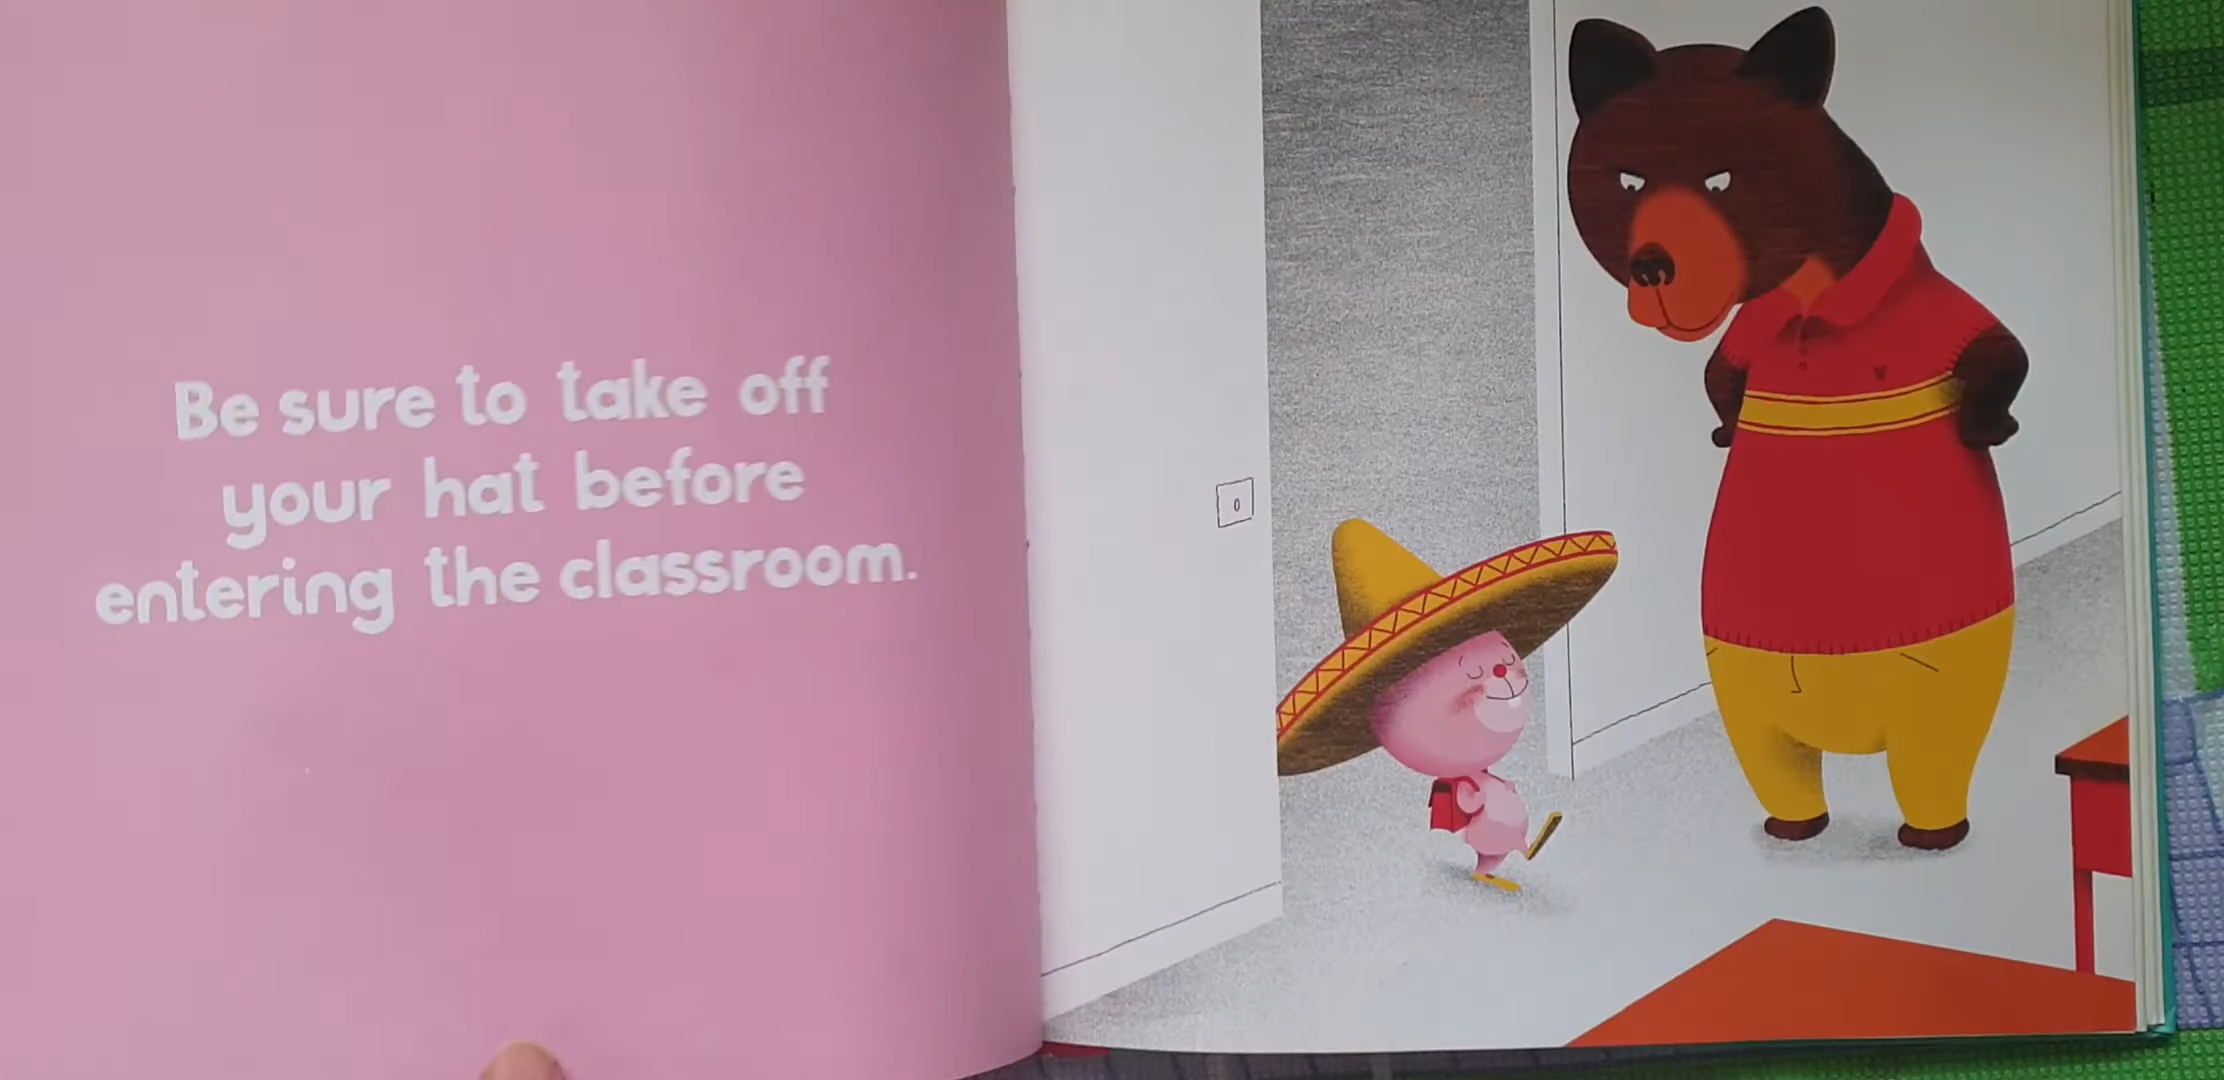 Be sure to take off
your hat before
entering the classroom.